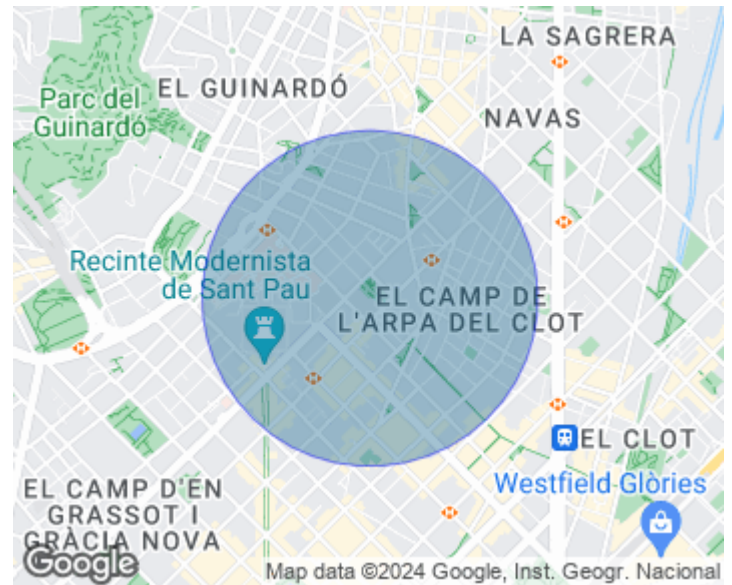 LA SAGRERA
EL GUINARDÓ
Parc del
Guinardó
NAVAS
Recinte Modernista
de Sant Pau
EL CAMP DE
L'ARPA DEL CLOT
EL CLOT
Westfield Glòries
EL CAMP D'EN
GRASSOT I
GRÀCIA NOVA
Google
Map data ©2024 Google, Inst. Geogr. Nacional